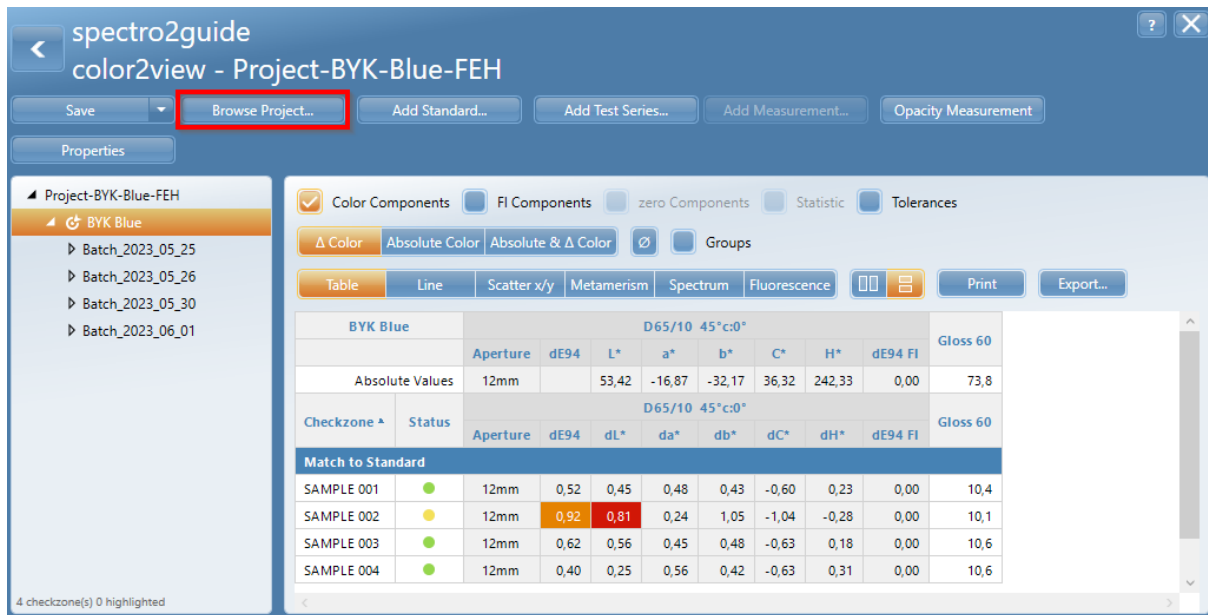 spectro2guide
color2view - Project-BYK-Blue-FEH
?
Save Browse Project... Add Standard... Add Test Series... Add Measurement... Opacity Measurement
Properties
Project-BYK-Blue-FEH
BYK Blue
Batch_2023_05_25
Batch_2023_05_26
Batch_2023_05_30
Batch_2023_06_01
4 checkzone(s) 0 highlighted
Color Components FI Components zero Components Statistic Tolerances
Δ Color Absolute Color Absolute & Δ Color Ø Groups
Table Line Scatter x/y Metamerism Spectrum Fluorescence Print Export...
BYK Blue D65/10 45°c:0° Gloss 60
Aperture dE94 L* a* b* C* H* dE94 FI
Absolute Values 12mm 53,42 -16,87 -32,17 36,32 242,33 0,00 73,8
Checkzone Status D65/10 45°c:0° Gloss 60
Aperture dE94 dL* da* db* dC* dH* dE94 FI
Match to Standard
SAMPLE 001 12mm 0,52 0,45 0,48 0,43 -0,60 0,23 0,00 10,4
SAMPLE 002 12mm 0,92 0,81 0,24 1,05 -1,04 -0,28 0,00 10,1
SAMPLE 003 12mm 0,62 0,56 0,45 0,48 -0,63 0,18 0,00 10,6
SAMPLE 004 12mm 0,40 0,25 0,56 0,42 -0,63 0,31 0,00 10,6